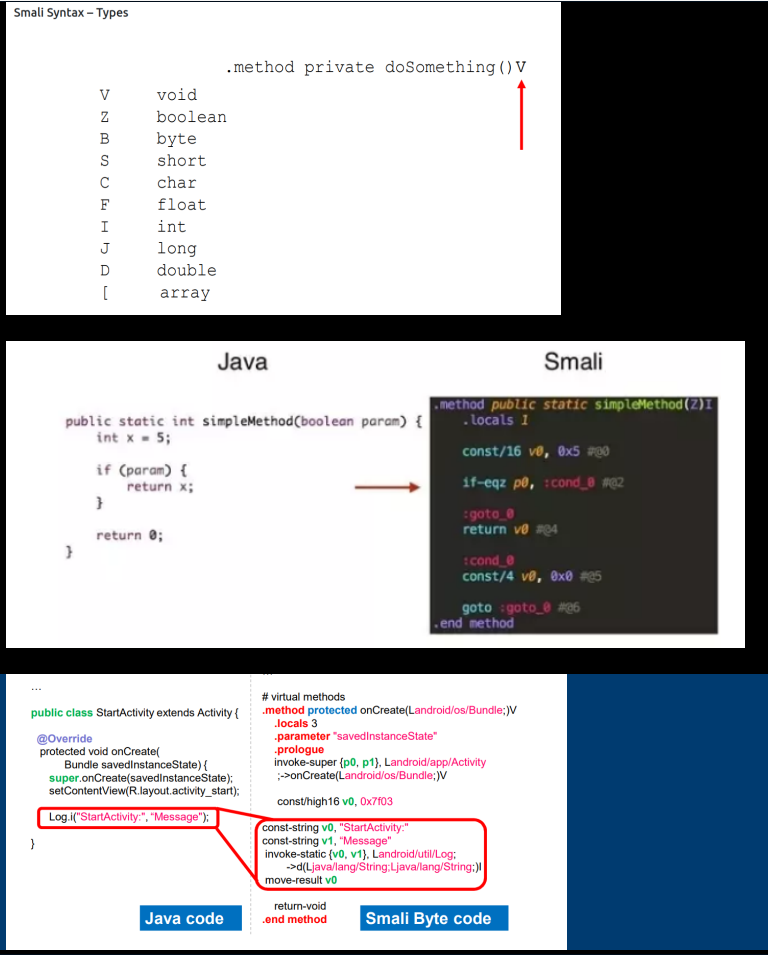 Smali Syntax – Types
.method private doSomething()V
V void
Z boolean
B byte
S short
C char
F float
I int
J long
D double
[ array
Java
public static int simpleMethod(boolean param) {
int x = 5;
if (param) {
return x;
}
return 0;
}
Smali
.method public static simpleMethod(Z)I
.locals 1
const/16 v0, 0x5 #@0
if-eqz p0, :cond_0 #@2
:goto_0
return v0 #@4
:cond_0
const/4 v0, 0x0 #@5
goto :goto_0 #@6
.end method
...
public class StartActivity extends Activity {
@Override
protected void onCreate(
Bundle savedInstanceState) {
super.onCreate(savedInstanceState);
setContentView(R.layout.activity_start);
Log.i("StartActivity:", "Message");
}
Java code
...
# virtual methods
.method protected onCreate(Landroid/os/Bundle;)V
.locals 3
.parameter "savedInstanceState"
.prologue
invoke-super {p0, p1}, Landroid/app/Activity
;->onCreate(Landroid/os/Bundle;)V
const/high16 v0, 0x7f03
const-string v0, "StartActivity:"
const-string v1, "Message"
invoke-static {v0, v1}, Landroid/util/Log;
->d(Ljava/lang/String;Ljava/lang/String;)I
move-result v0
return-void
.end method
Smali Byte code